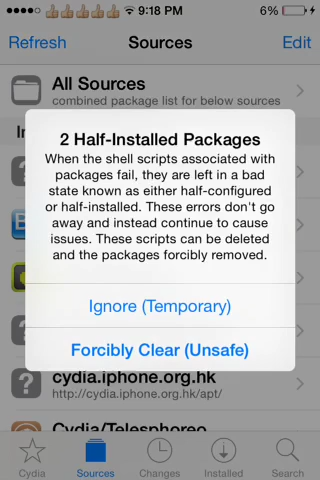 9:18 PM 6%
Refresh Sources Edit
All Sources
combined package list for below sources
In
2 Half-Installed Packages
When the shell scripts associated with
packages fail, they are left in a bad
state known as either half-configured
or half-installed. These errors don't go
away and instead continue to cause
issues. These scripts can be deleted
and the packages forcibly removed.
Ignore (Temporary)
Forcibly Clear (Unsafe)
cydia.iphone.org.hk
http://cydia.iphone.org.hk/apt/
Cydia/Telesphoreo
Cydia Sources Changes Installed Search